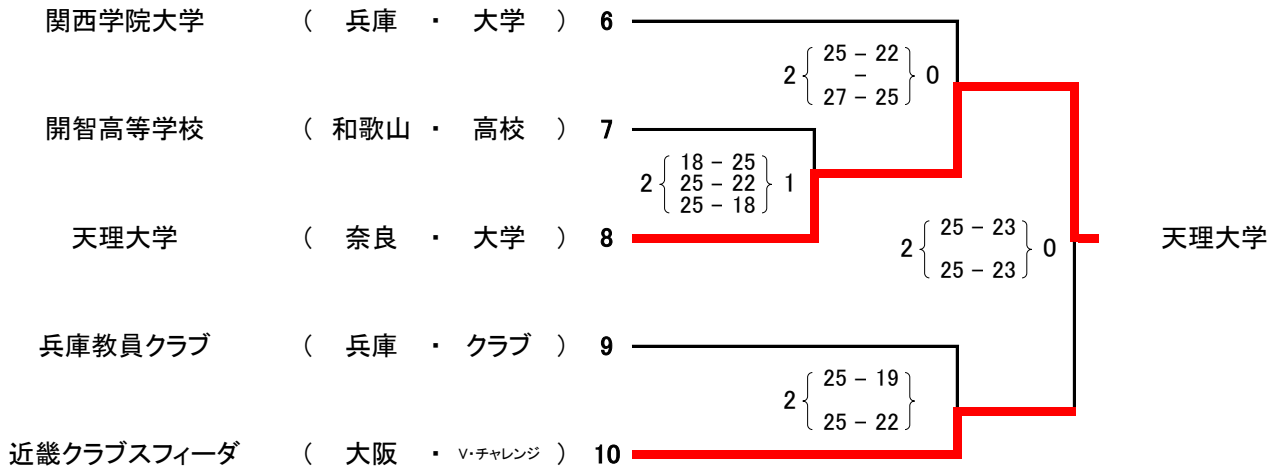 関西学院大学 ( 兵庫 ・ 大学 ) 6
2 { 25 － 22 } 0
－
27 － 25
開智高等学校 ( 和歌山 ・ 高校 ) 7
2 { 18 － 25 } 1
25 － 22
25 － 18
天理大学 ( 奈良 ・ 大学 ) 8
2 { 25 － 23 } 0
25 － 23
天理大学
兵庫教員クラブ ( 兵庫 ・ クラブ ) 9
2 { 25 － 19 }
25 － 22
近畿クラブスフィーダ ( 大阪 ・ V・チャレンジ ) 10